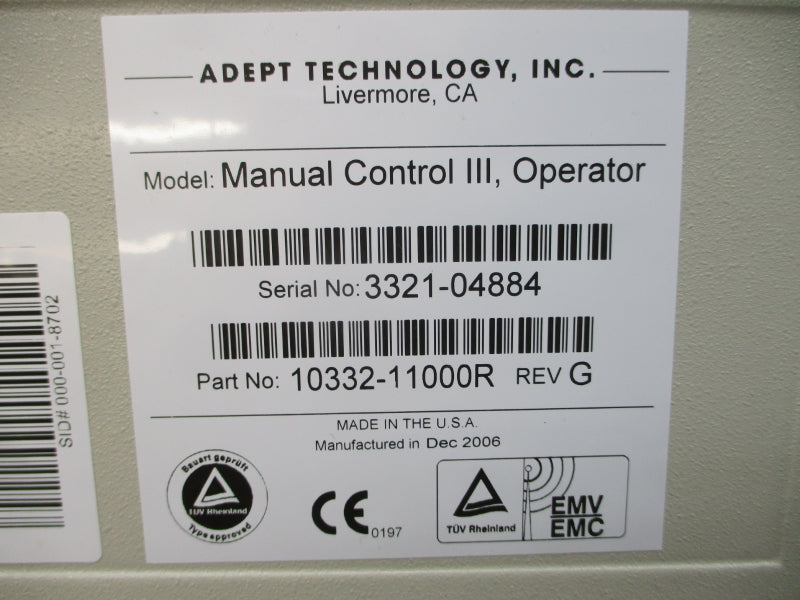 ADEPT TECHNOLOGY, INC.
Livermore, CA
Model: Manual Control III, Operator
Serial No: 3321-04884
Part No: 10332-11000R REV G
MADE IN THE U.S.A.
Manufactured in Dec 2006
Bauart geprüft
TÜV Rheinland
Type approved
CE 0197
TÜV Rheinland
EMV
EMC
SID# 000-001-8702